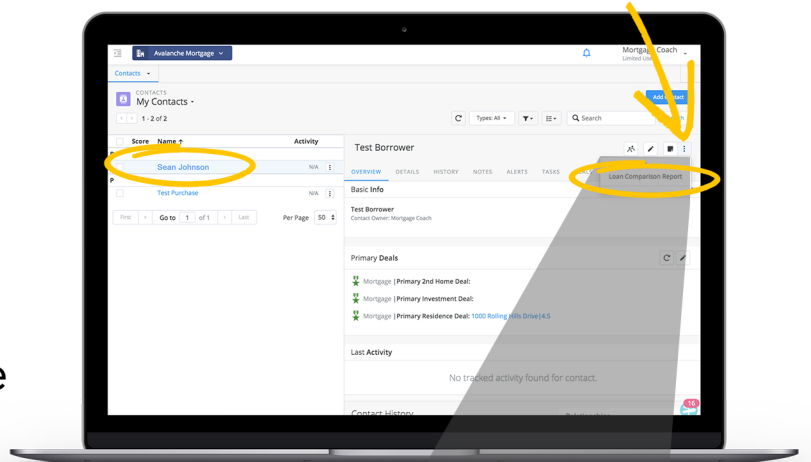 Avalanche Mortgage
Mortgage Coach
Limited User
Contacts
CONTACTS
My Contacts
Add Contact
1 - 2 of 2
Types: All
Search
Score Name Activity
Test Borrower
Sean Johnson N/A
Loan Comparison Report
OVERVIEW DETAILS HISTORY NOTES ALERTS TASKS
P
Basic Info
Test Purchase N/A
Test Borrower
Contact Owner: Mortgage Coach
First Go to 1 of 1 Last Per Page 50
Primary Deals
Mortgage |Primary 2nd Home Deal:
Mortgage |Primary Investment Deal:
Mortgage |Primary Residence Deal: 1000 Rolling Hills Drive|4.5
Last Activity
e
No tracked activity found for contact.
16
Contact History